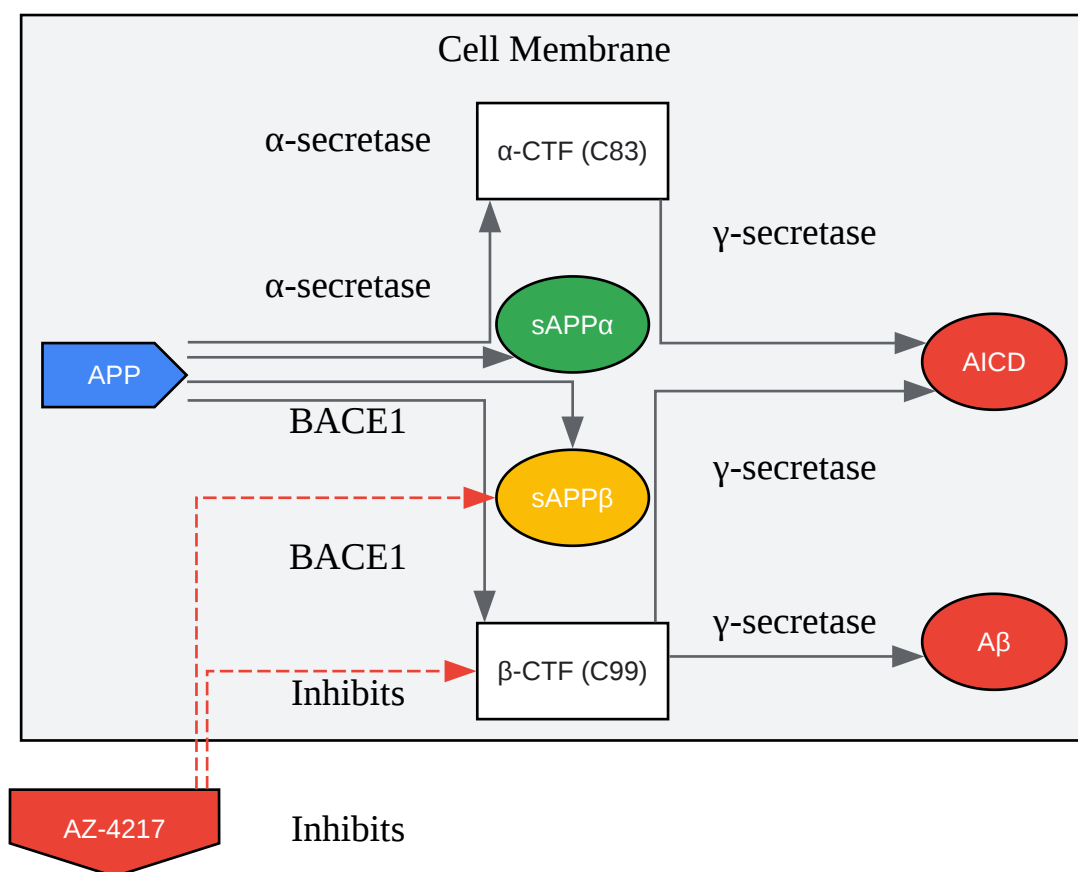 Cell Membrane
α-secretase
α-CTF (C83)
γ-secretase
α-secretase
sAPPα
AICD
APP
BACE1
γ-secretase
sAPPβ
BACE1
γ-secretase
Aβ
β-CTF (C99)
Inhibits
AZ-4217
Inhibits